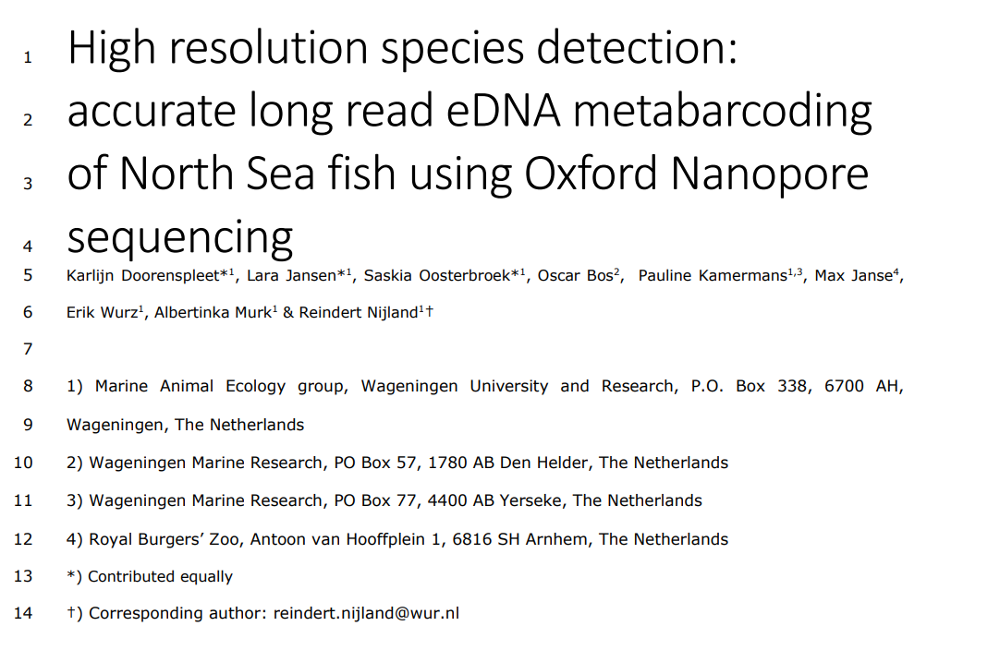 1 High resolution species detection:
2 accurate long read eDNA metabarcoding
3 of North Sea fish using Oxford Nanopore
4 sequencing
5 Karlijn Doorenspleet*¹, Lara Jansen*¹, Saskia Oosterbroek*¹, Oscar Bos², Pauline Kamermans¹,³, Max Janse⁴,
6 Erik Wurz¹, Albertinka Murk¹ & Reindert Nijland¹†
7
8 1) Marine Animal Ecology group, Wageningen University and Research, P.O. Box 338, 6700 AH,
9 Wageningen, The Netherlands
10 2) Wageningen Marine Research, PO Box 57, 1780 AB Den Helder, The Netherlands
11 3) Wageningen Marine Research, PO Box 77, 4400 AB Yerseke, The Netherlands
12 4) Royal Burgers’ Zoo, Antoon van Hooffplein 1, 6816 SH Arnhem, The Netherlands
13 *) Contributed equally
14 †) Corresponding author: reindert.nijland@wur.nl